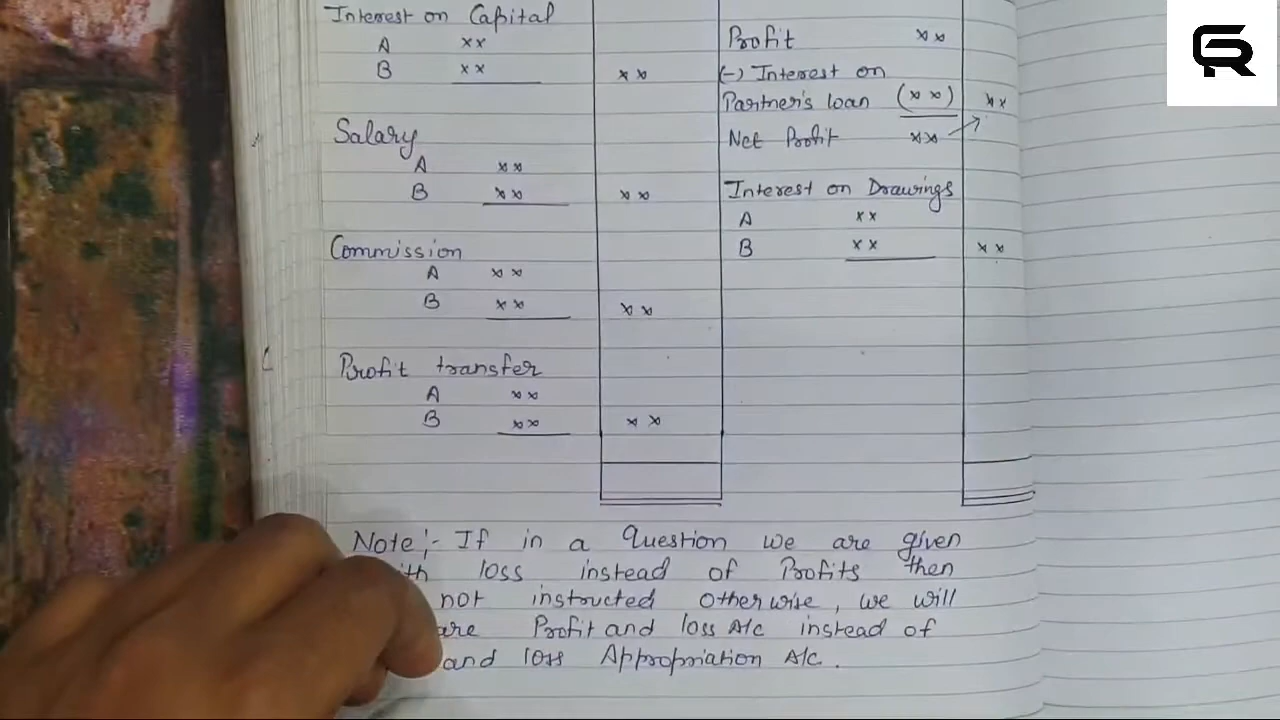 Interest on Capital
A xx
B xx xx
Salary
A xx
B xx xx
Commission
A xx
B xx xx
Profit transfer
A xx
B xx xx
Profit xx
(-) Interest on
Partner's loan (xx) xx
Net Profit xx
Interest on Drawings
A xx
B xx xx
Note:- If in a Question we are given
loss instead of Profits then
not instructed otherwise, we will
Profit and loss A/c instead of
and loss Appropriation A/c.
GR